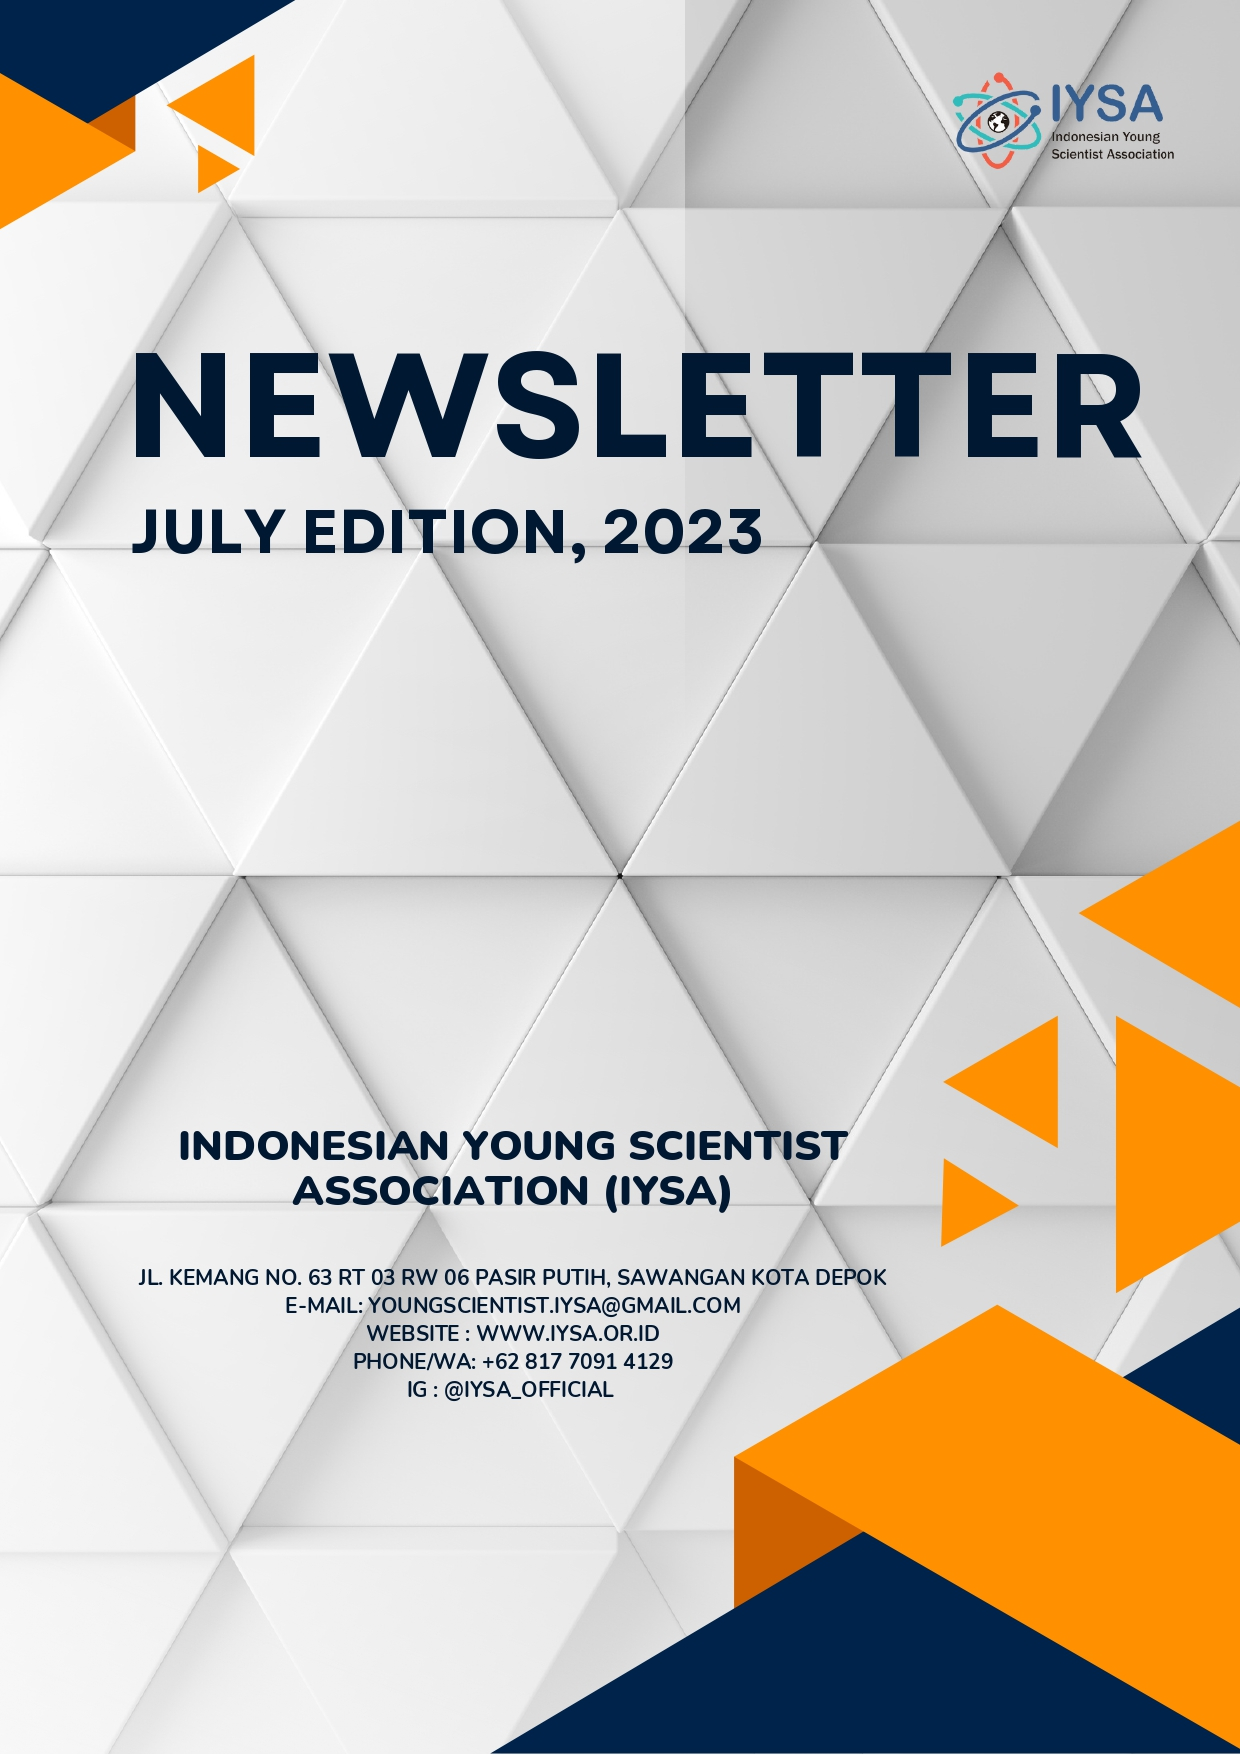 IYSA
Indonesian Young
Scientist Association
NEWSLETTER
JULY EDITION, 2023
INDONESIAN YOUNG SCIENTIST
ASSOCIATION (IYSA)
JL. KEMANG NO. 63 RT 03 RW 06 PASIR PUTIH, SAWANGAN KOTA DEPOK
E-MAIL: YOUNGSCIENTIST.IYSA@GMAIL.COM
WEBSITE : WWW.IYSA.OR.ID
PHONE/WA: +62 817 7091 4129
IG : @IYSA_OFFICIAL